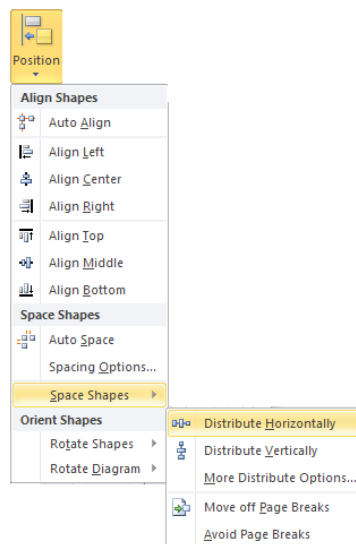 Position
Align Shapes
Auto Align
Align Left
Align Center
Align Right
Align Top
Align Middle
Align Bottom
Space Shapes
Auto Space
Spacing Options...
Space Shapes
Orient Shapes
Rotate Shapes
Rotate Diagram
Distribute Horizontally
Distribute Vertically
More Distribute Options...
Move off Page Breaks
Avoid Page Breaks